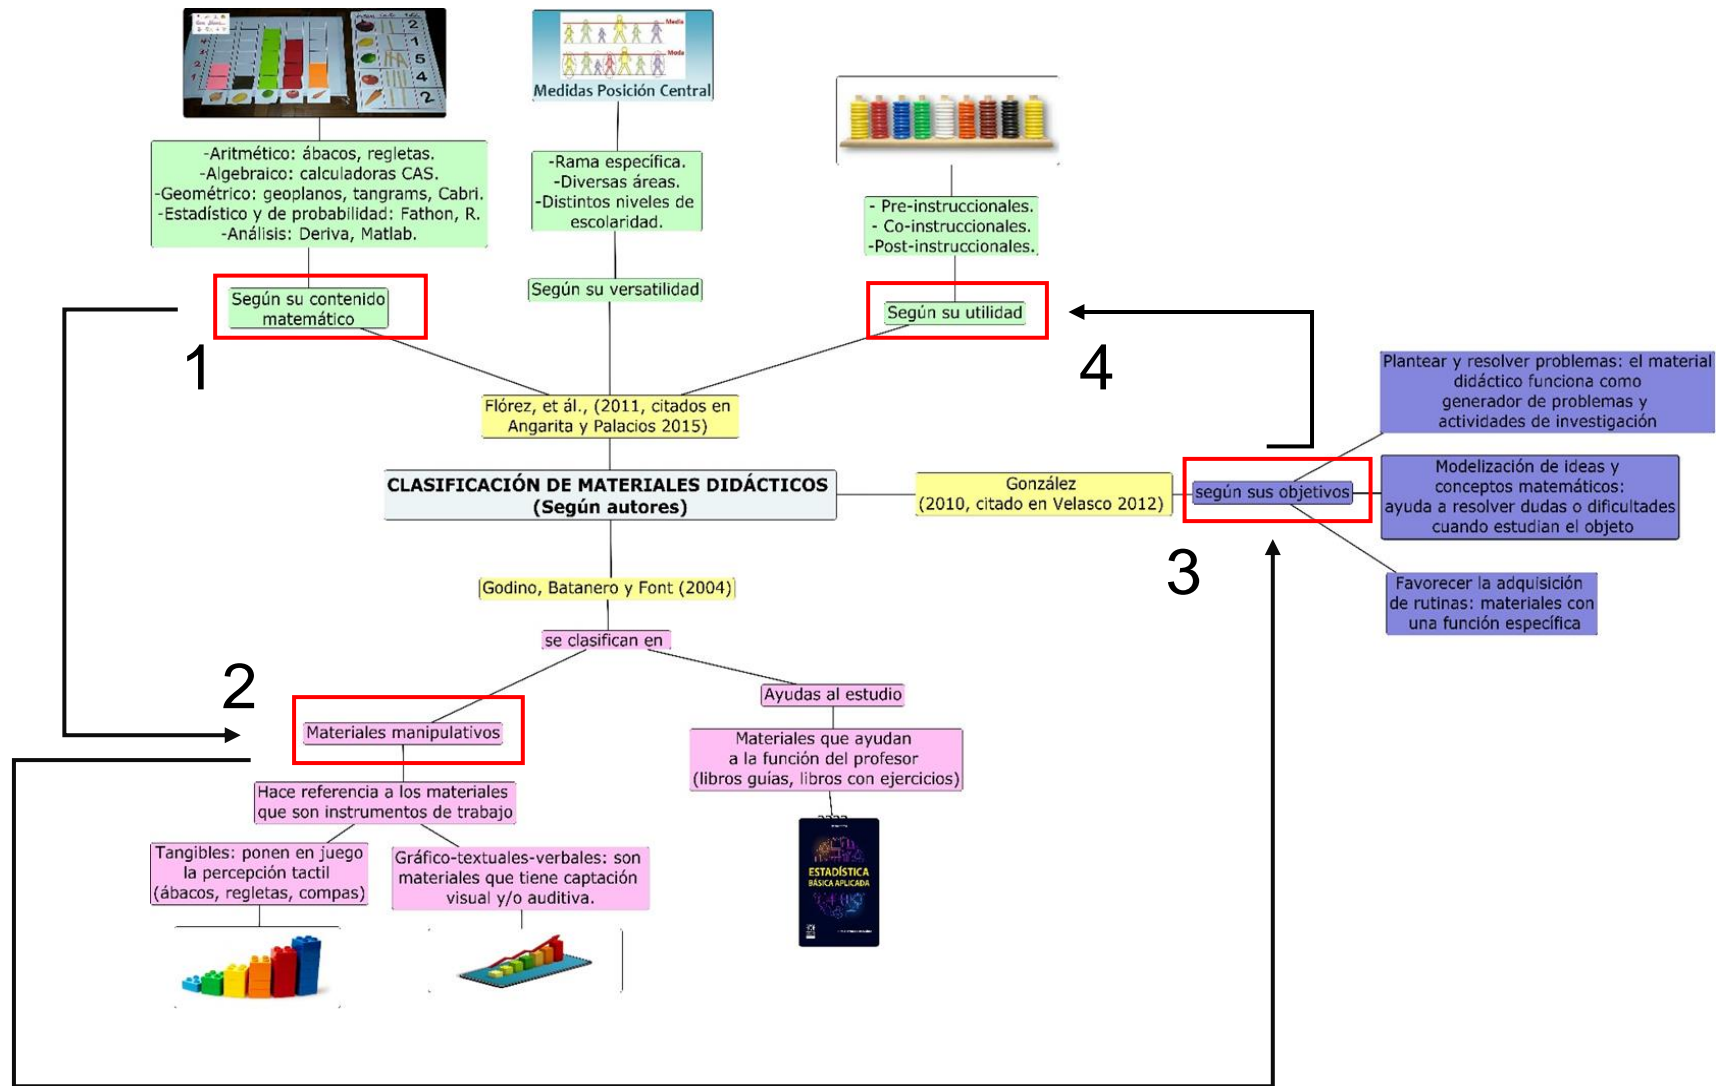 2
1
5
4
2
Media
Moda
Medidas Posición Central
-Aritmético: ábacos, regletas.
-Algebraico: calculadoras CAS.
-Geométrico: geoplanos, tangrams, Cabri.
-Estadístico y de probabilidad: Fathon, R.
-Análisis: Deriva, Matlab.
-Rama específica.
-Diversas áreas.
-Distintos niveles de
escolaridad.
- Pre-instruccionales.
- Co-instruccionales.
-Post-instruccionales.
Según su contenido
matemático
Según su versatilidad
Según su utilidad
1
4
Flórez, et ál., (2011, citados en
Angarita y Palacios 2015)
CLASIFICACIÓN DE MATERIALES DIDÁCTICOS
(Según autores)
González
(2010, citado en Velasco 2012)
según sus objetivos
3
Plantear y resolver problemas: el material
didáctico funciona como
generador de problemas y
actividades de investigación
Modelización de ideas y
conceptos matemáticos:
ayuda a resolver dudas o dificultades
cuando estudian el objeto
Favorecer la adquisición
de rutinas: materiales con
una función específica
Godino, Batanero y Font (2004)
se clasifican en
2
Materiales manipulativos
Ayudas al estudio
Hace referencia a los materiales
que son instrumentos de trabajo
Materiales que ayudan
a la función del profesor
(libros guías, libros con ejercicios)
Tangibles: ponen en juego
la percepción tactil
(ábacos, regletas, compas)
Gráfico-textuales-verbales: son
materiales que tiene captación
visual y/o auditiva.
????
ESTADÍSTICA
BÁSICA APLICADA